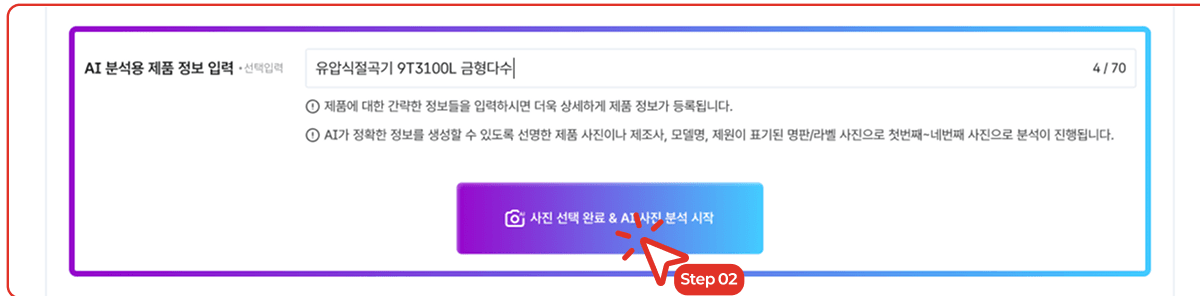 AI 분석용 제품 정보 입력 •선택입력
유압식절곡기 9T3100L 금형다수
4 / 70
제품에 대한 간략한 정보들을 입력하시면 더욱 상세하게 제품 정보가 등록됩니다.
AI가 정확한 정보를 생성할 수 있도록 선명한 제품 사진이나 제조사, 모델명, 제원이 표기된 명판/라벨 사진으로 첫번째~네번째 사진으로 분석이 진행됩니다.
사진 선택 완료 & AI 사진 분석 시작
Step 02